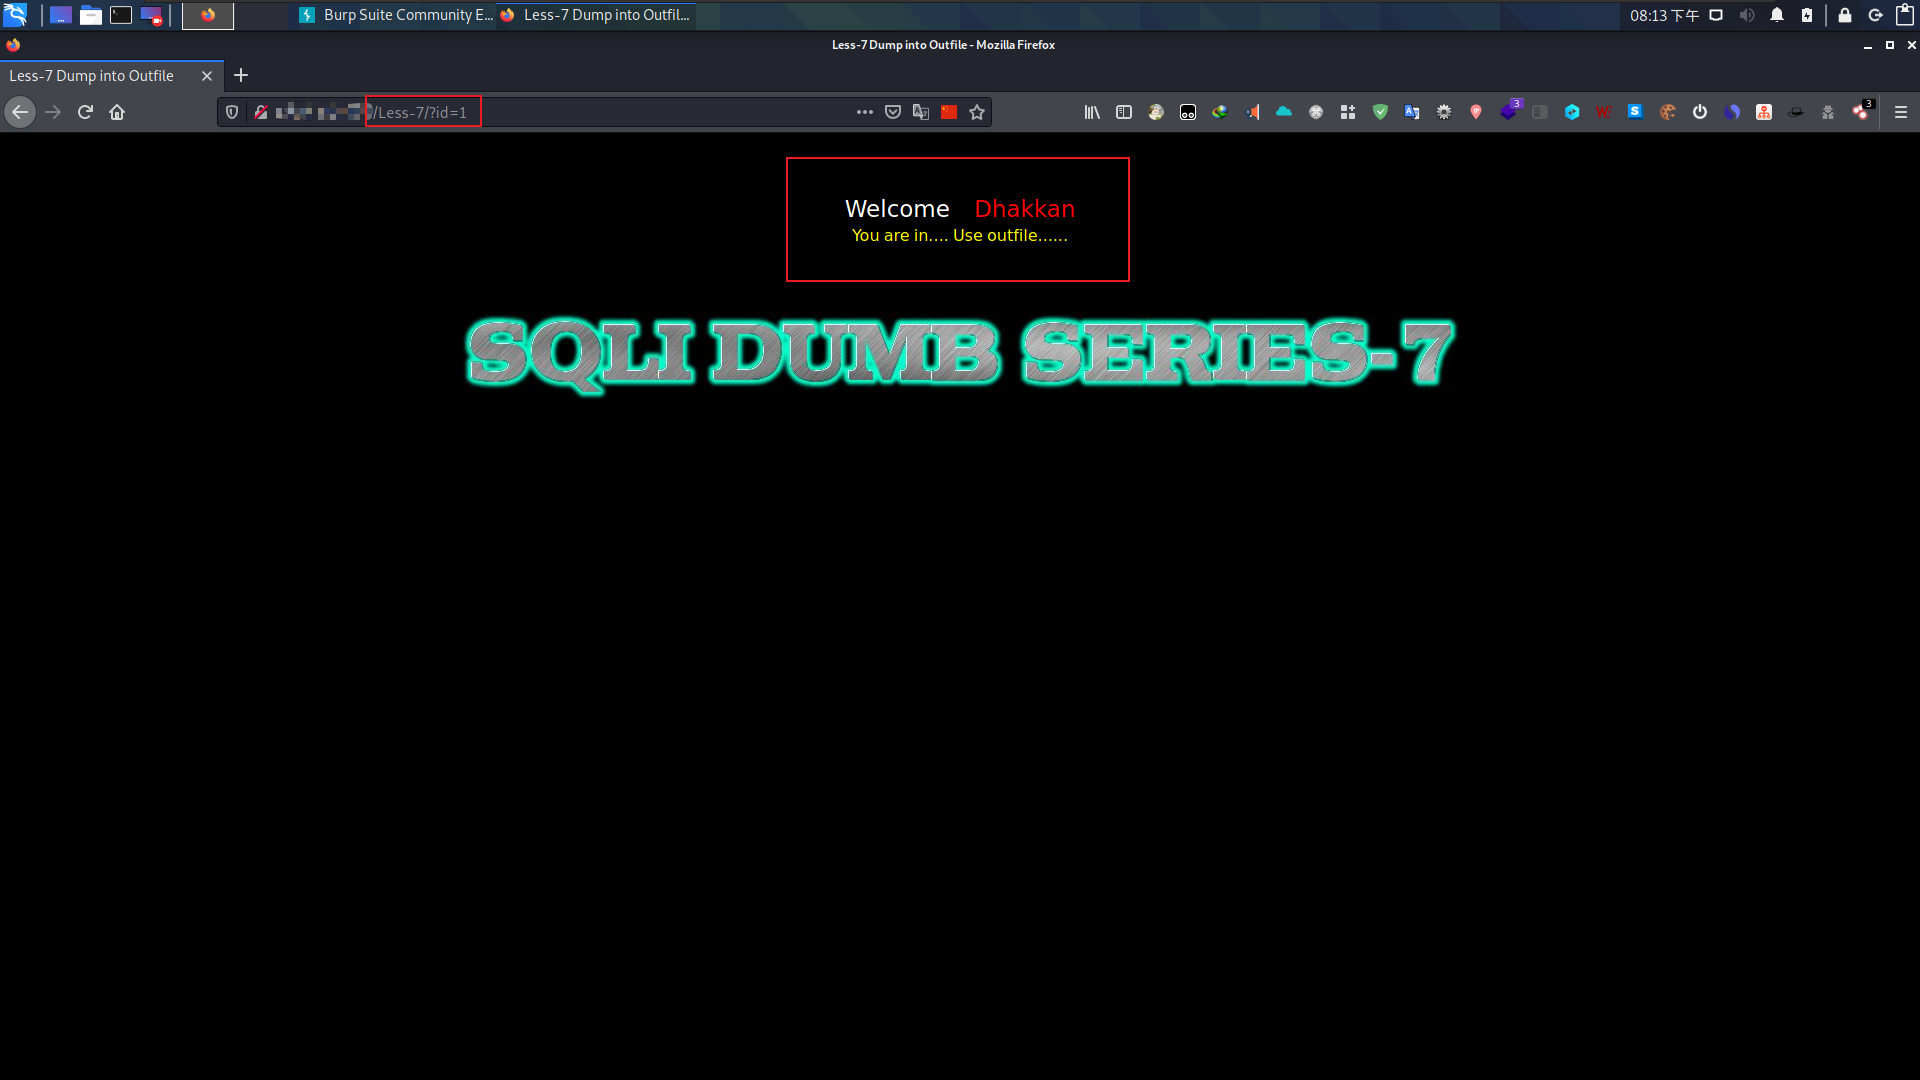 Burp Suite Community E...
Less-7 Dump into Outfil...
08:13 下午
Less-7 Dump into Outfile - Mozilla Firefox
Less-7 Dump into Outfile
/Less-7/?id=1
3
3
Welcome Dhakkan
You are in.... Use outfile......
SQLI DUMB SERIES-7